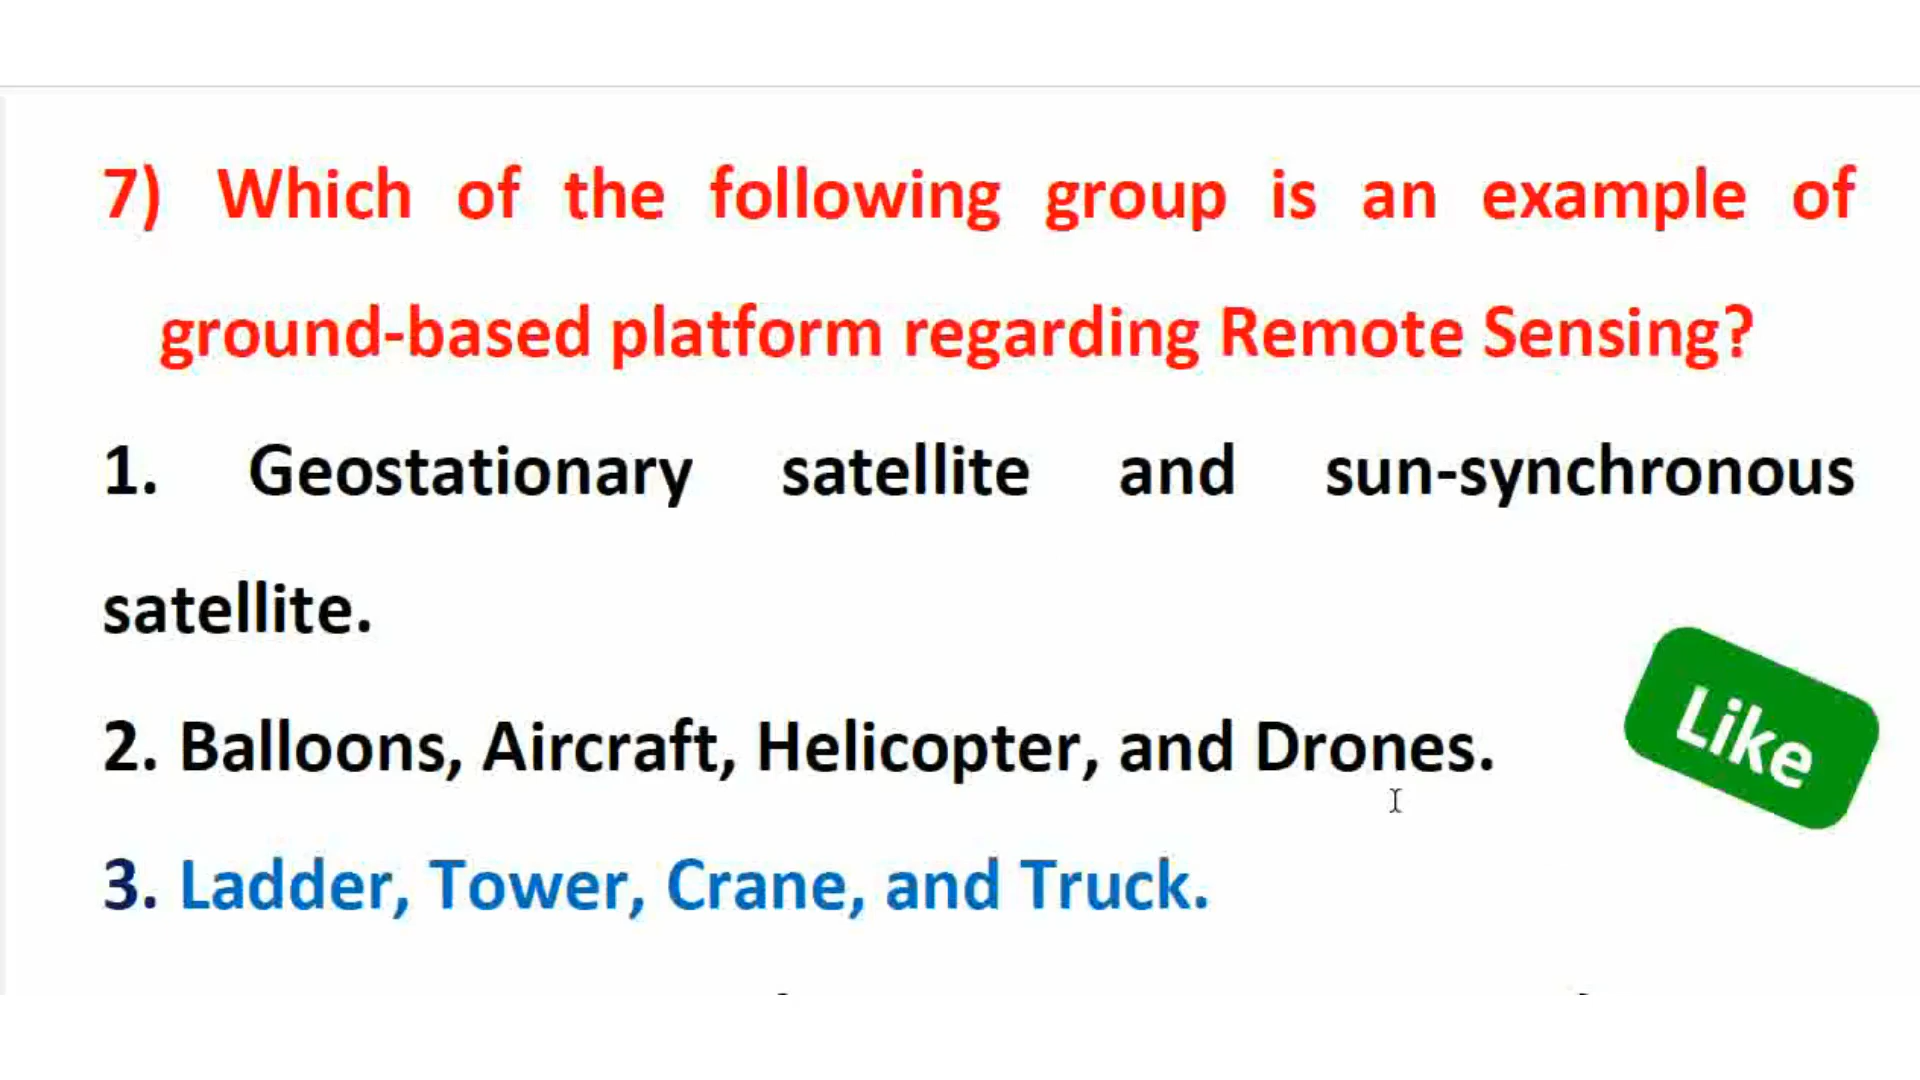 7) Which of the following group is an example of
ground-based platform regarding Remote Sensing?
1. Geostationary satellite and sun-synchronous
satellite.
2. Balloons, Aircraft, Helicopter, and Drones.
Like
3. Ladder, Tower, Crane, and Truck.